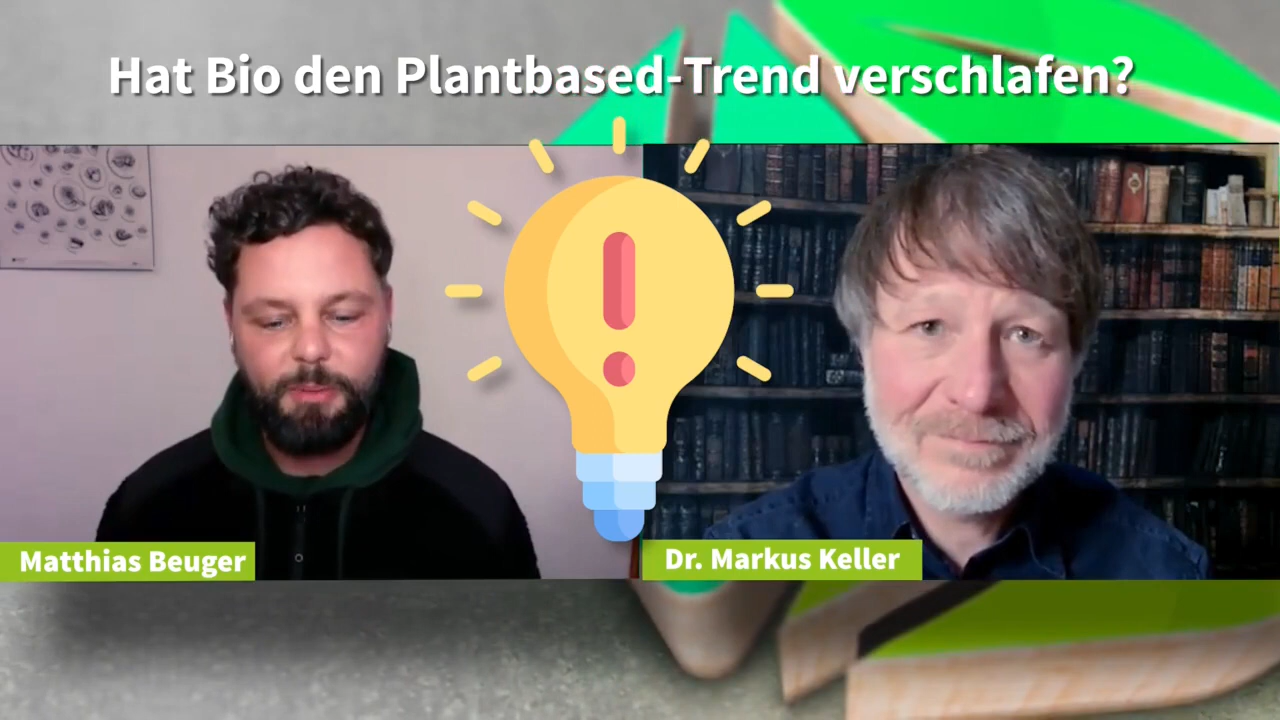 Hat Bio den Plantbased-Trend verschlafen?
Matthias Beuger
Dr. Markus Keller